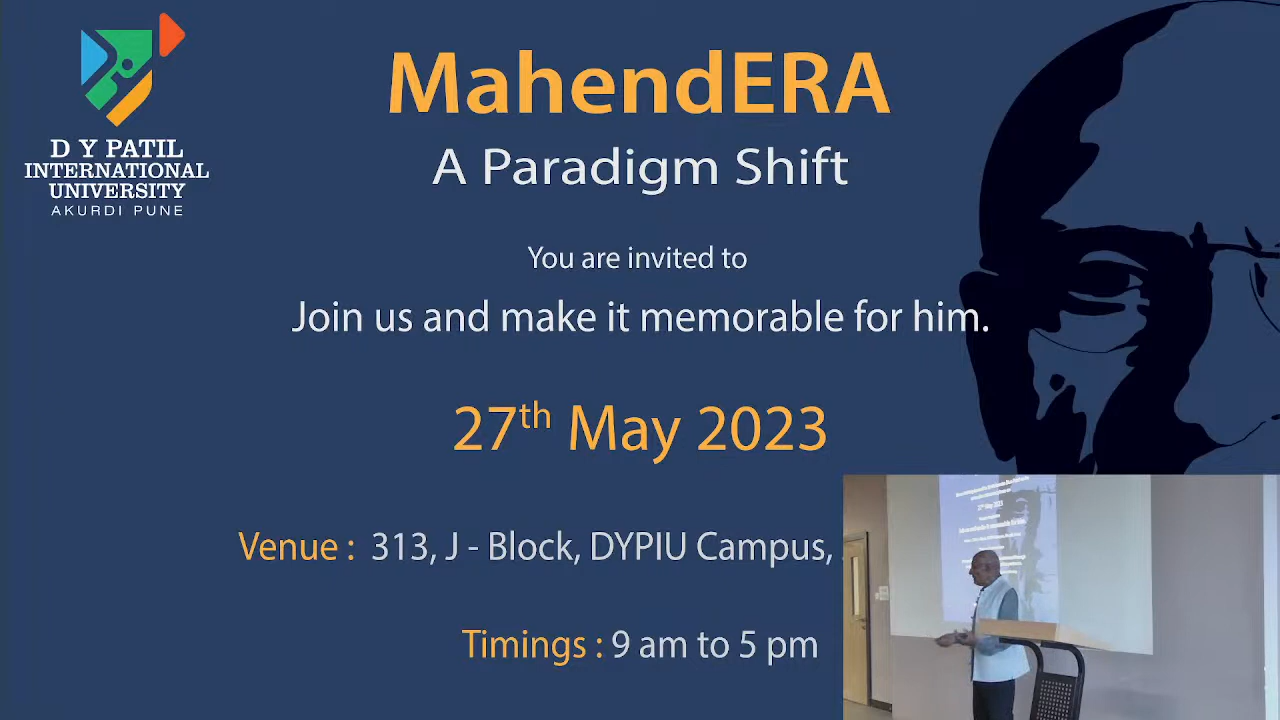 D Y PATIL
INTERNATIONAL
UNIVERSITY
AKURDI PUNE
MahendERA
A Paradigm Shift
You are invited to
Join us and make it memorable for him.
27th May 2023
Venue : 313, J - Block, DYPIU Campus,
Timings : 9 am to 5 pm